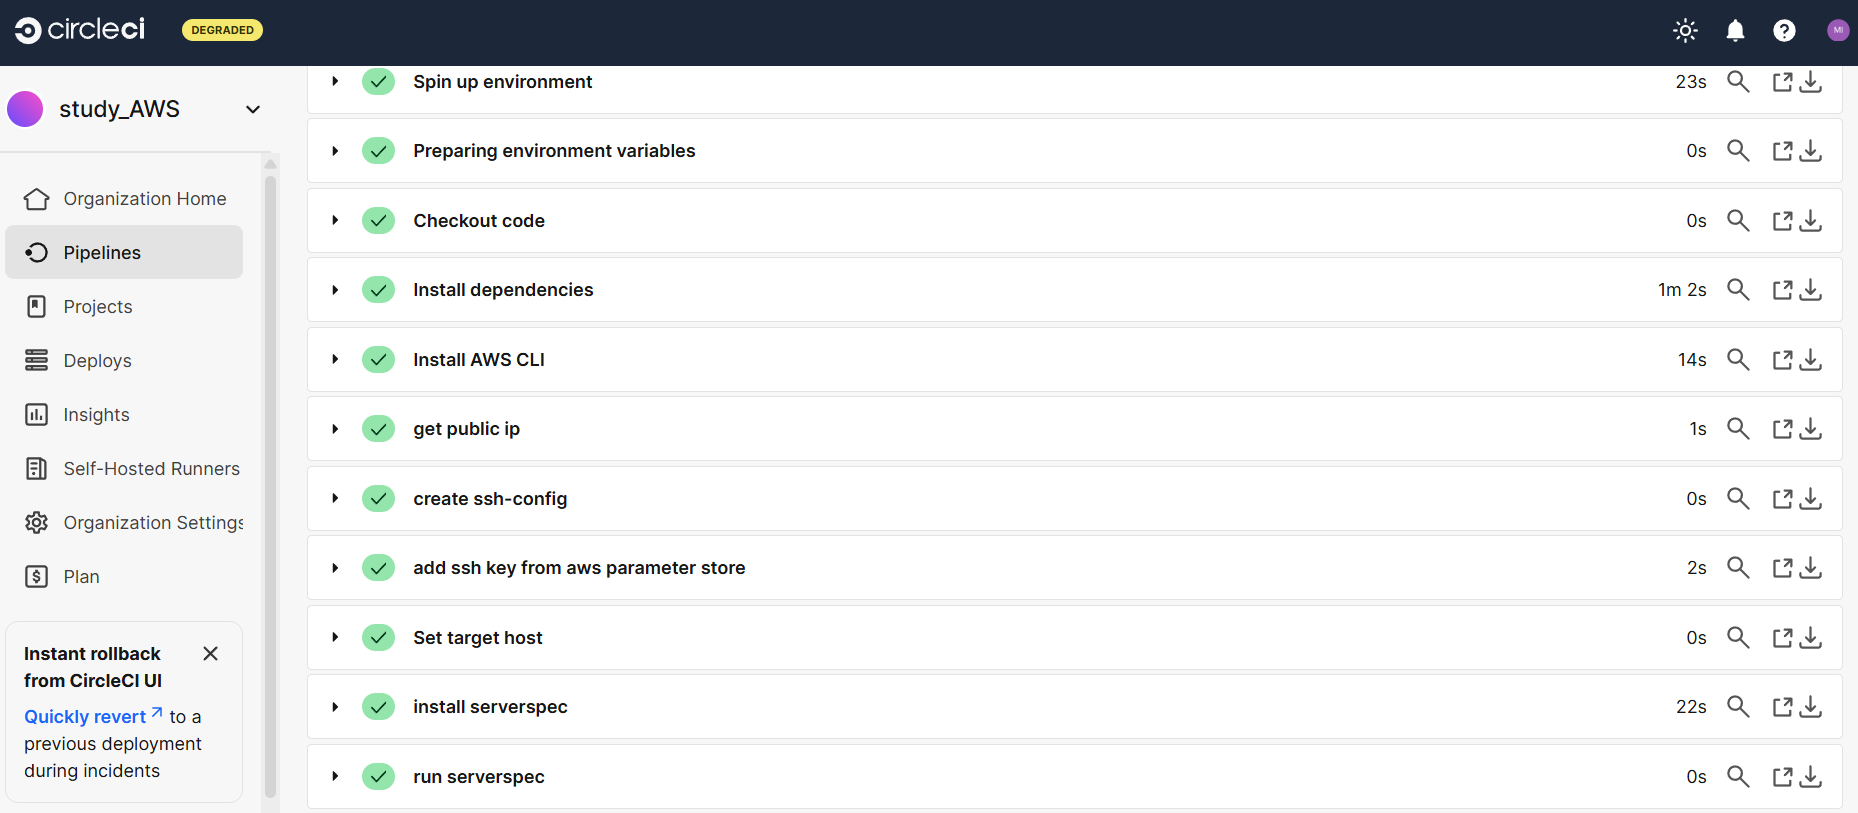 circleci
DEGRADED
MI
study_AWS
Organization Home
Pipelines
Projects
Deploys
Insights
Self-Hosted Runners
Organization Settings
Plan
Instant rollback
from CircleCI UI
Quickly revert to a
previous deployment
during incidents
Spin up environment 23s
Preparing environment variables 0s
Checkout code 0s
Install dependencies 1m 2s
Install AWS CLI 14s
get public ip 1s
create ssh-config 0s
add ssh key from aws parameter store 2s
Set target host 0s
install serverspec 22s
run serverspec 0s